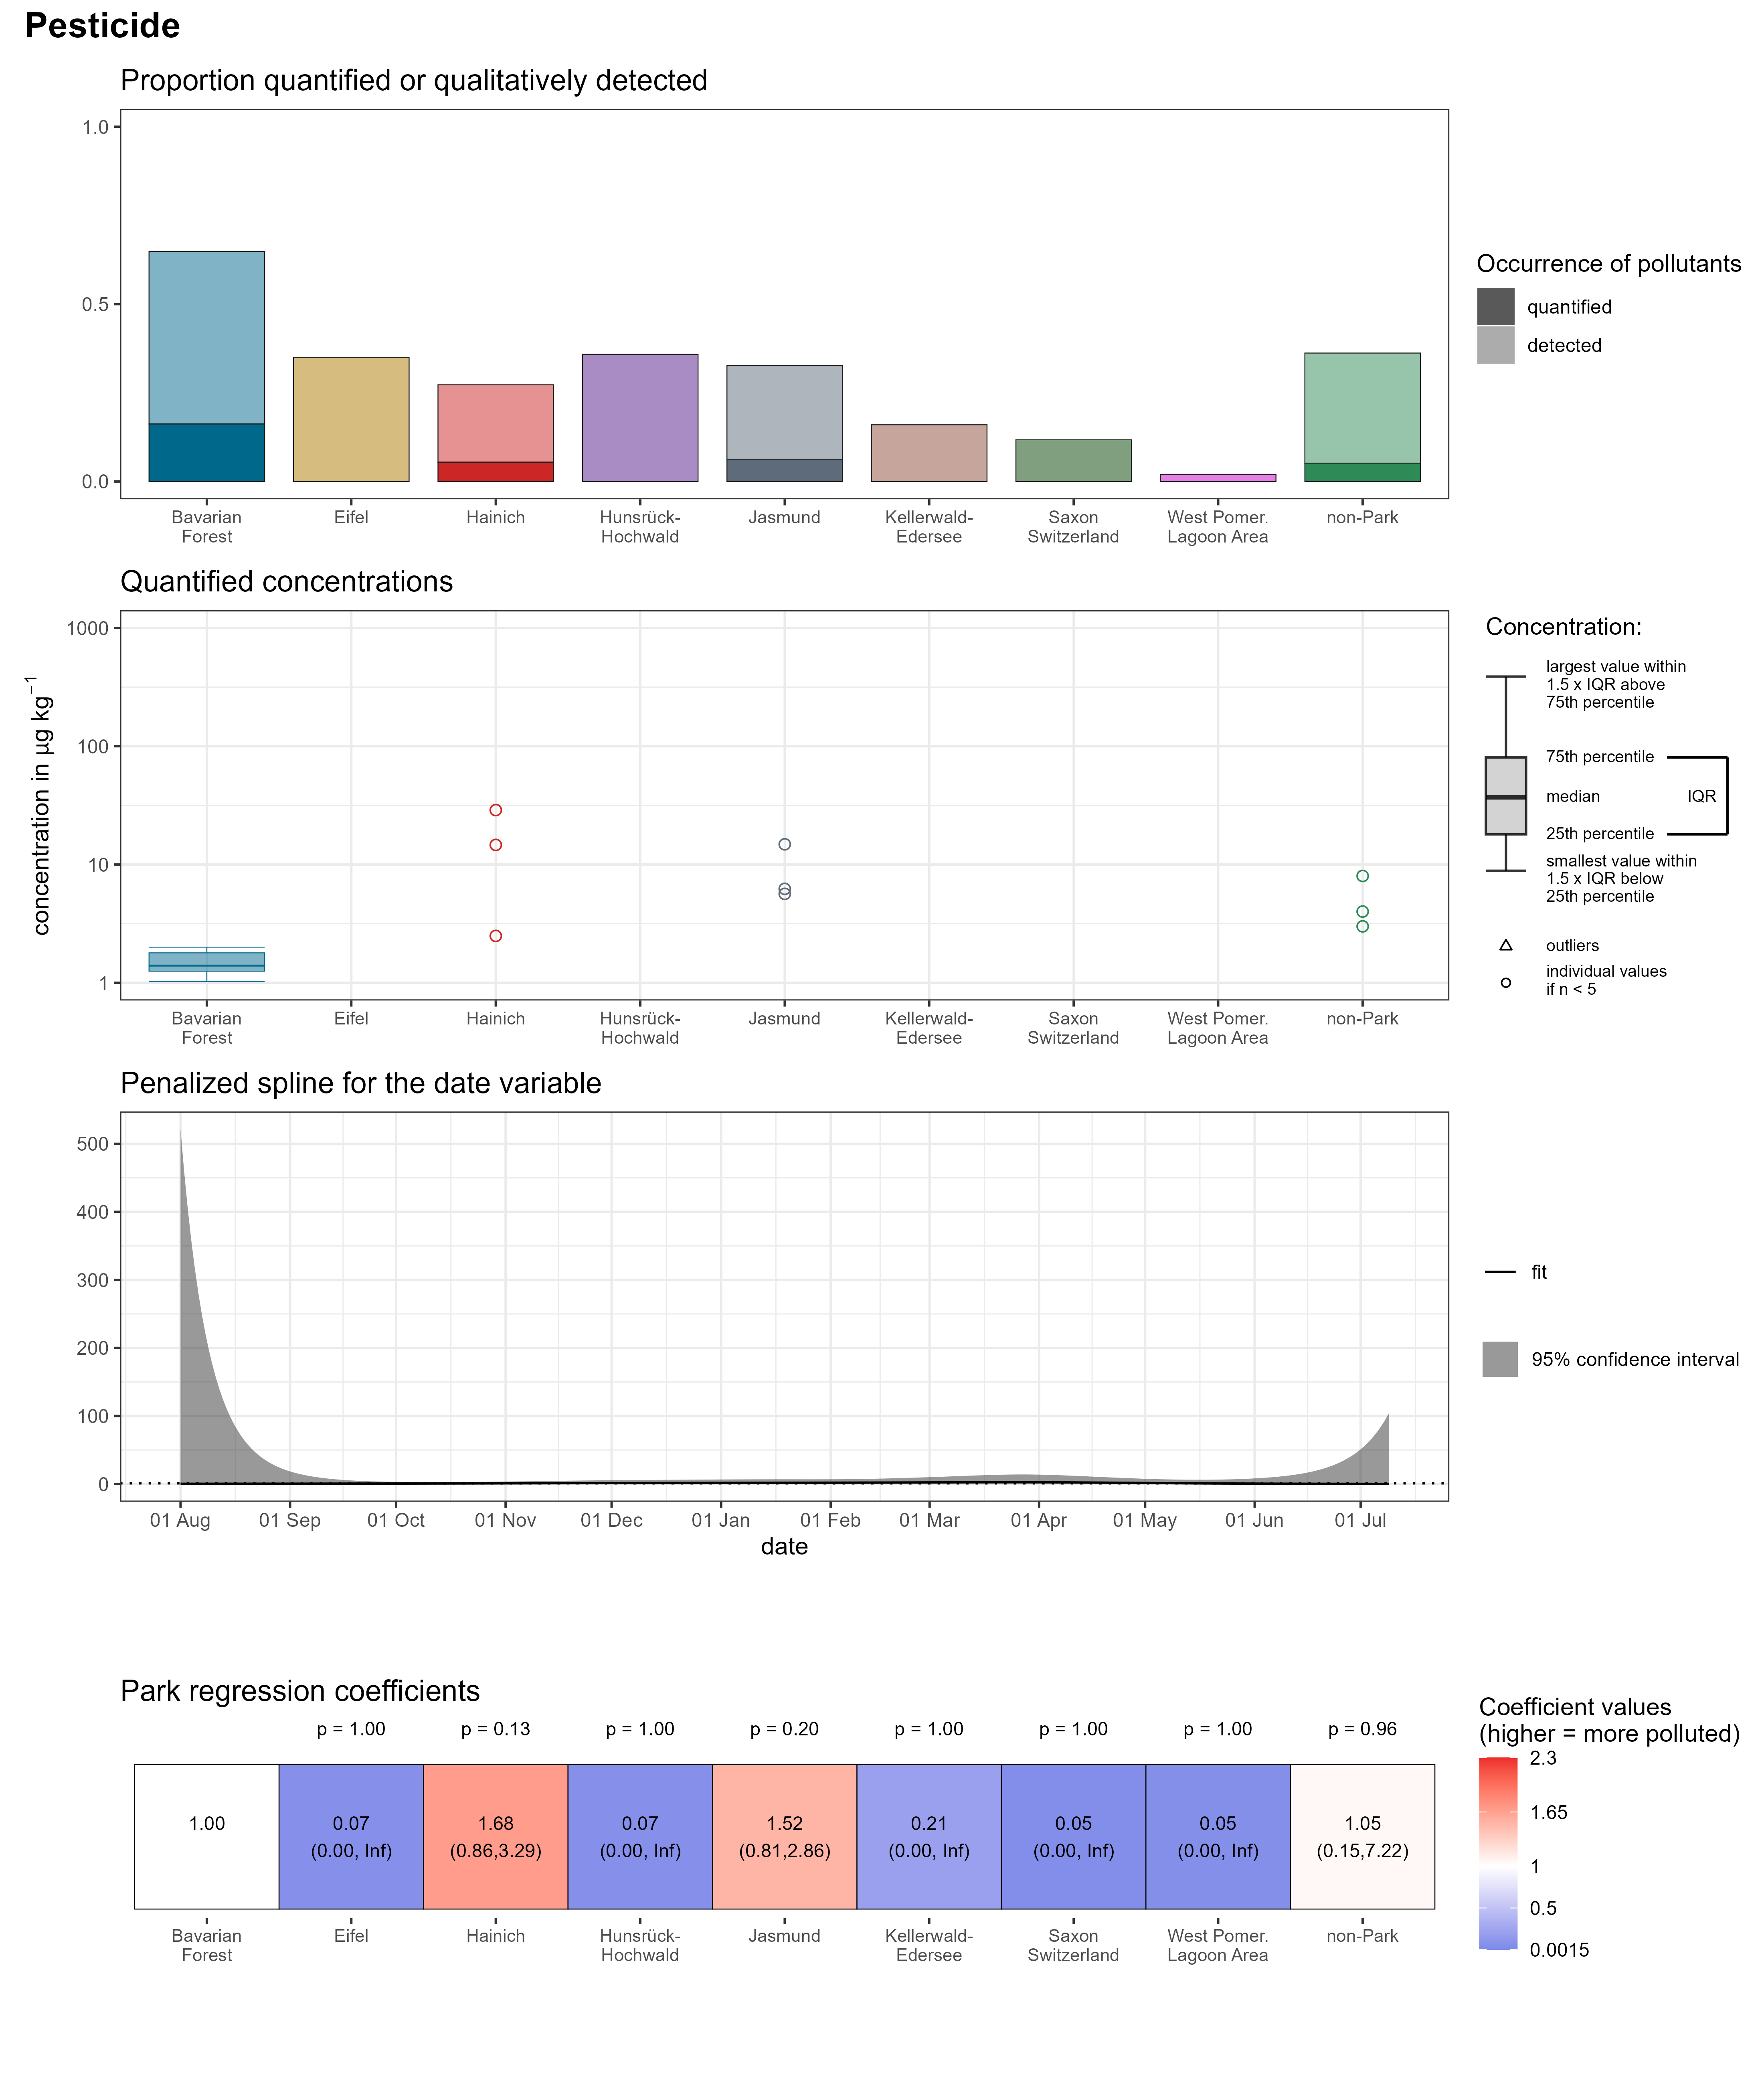 Pesticide
Proportion quantified or qualitatively detected
1.0
0.5
0.0
Bavarian
Forest
Eifel
Hainich
Hunsrück-
Hochwald
Jasmund
Kellerwald-
Edersee
Saxon
Switzerland
West Pomer.
Lagoon Area
non-Park
Occurrence of pollutants
quantified
detected
Quantified concentrations
concentration in µg kg⁻¹
1000
100
10
1
Bavarian
Forest
Eifel
Hainich
Hunsrück-
Hochwald
Jasmund
Kellerwald-
Edersee
Saxon
Switzerland
West Pomer.
Lagoon Area
non-Park
Concentration:
largest value within
1.5 x IQR above
75th percentile
75th percentile
median
IQR
25th percentile
smallest value within
1.5 x IQR below
25th percentile
outliers
individual values
if n < 5
Penalized spline for the date variable
500
400
300
200
100
0
01 Aug
01 Sep
01 Oct
01 Nov
01 Dec
01 Jan
01 Feb
01 Mar
01 Apr
01 May
01 Jun
01 Jul
date
fit
95% confidence interval
Park regression coefficients
p = 1.00
p = 0.13
p = 1.00
p = 0.20
p = 1.00
p = 1.00
p = 1.00
p = 0.96
1.00
0.07
(0.00, Inf)
1.68
(0.86,3.29)
0.07
(0.00, Inf)
1.52
(0.81,2.86)
0.21
(0.00, Inf)
0.05
(0.00, Inf)
0.05
(0.00, Inf)
1.05
(0.15,7.22)
Bavarian
Forest
Eifel
Hainich
Hunsrück-
Hochwald
Jasmund
Kellerwald-
Edersee
Saxon
Switzerland
West Pomer.
Lagoon Area
non-Park
Coefficient values
(higher = more polluted)
2.3
1.65
1
0.5
0.0015